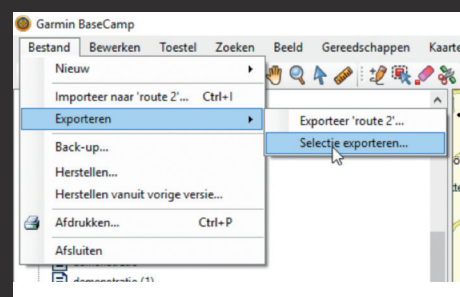 Garmin BaseCamp
Bestand Bewerken Toestel Zoeken Beeld Gereedschappen Kaarte
Nieuw
Importeer naar 'route 2'... Ctrl+I
Exporteren
Exporteer 'route 2'...
Selectie exporteren...
Back-up...
Herstellen...
Herstellen vanuit vorige versie...
Afdrukken... Ctrl+P
Afsluiten
demonstratie (1)